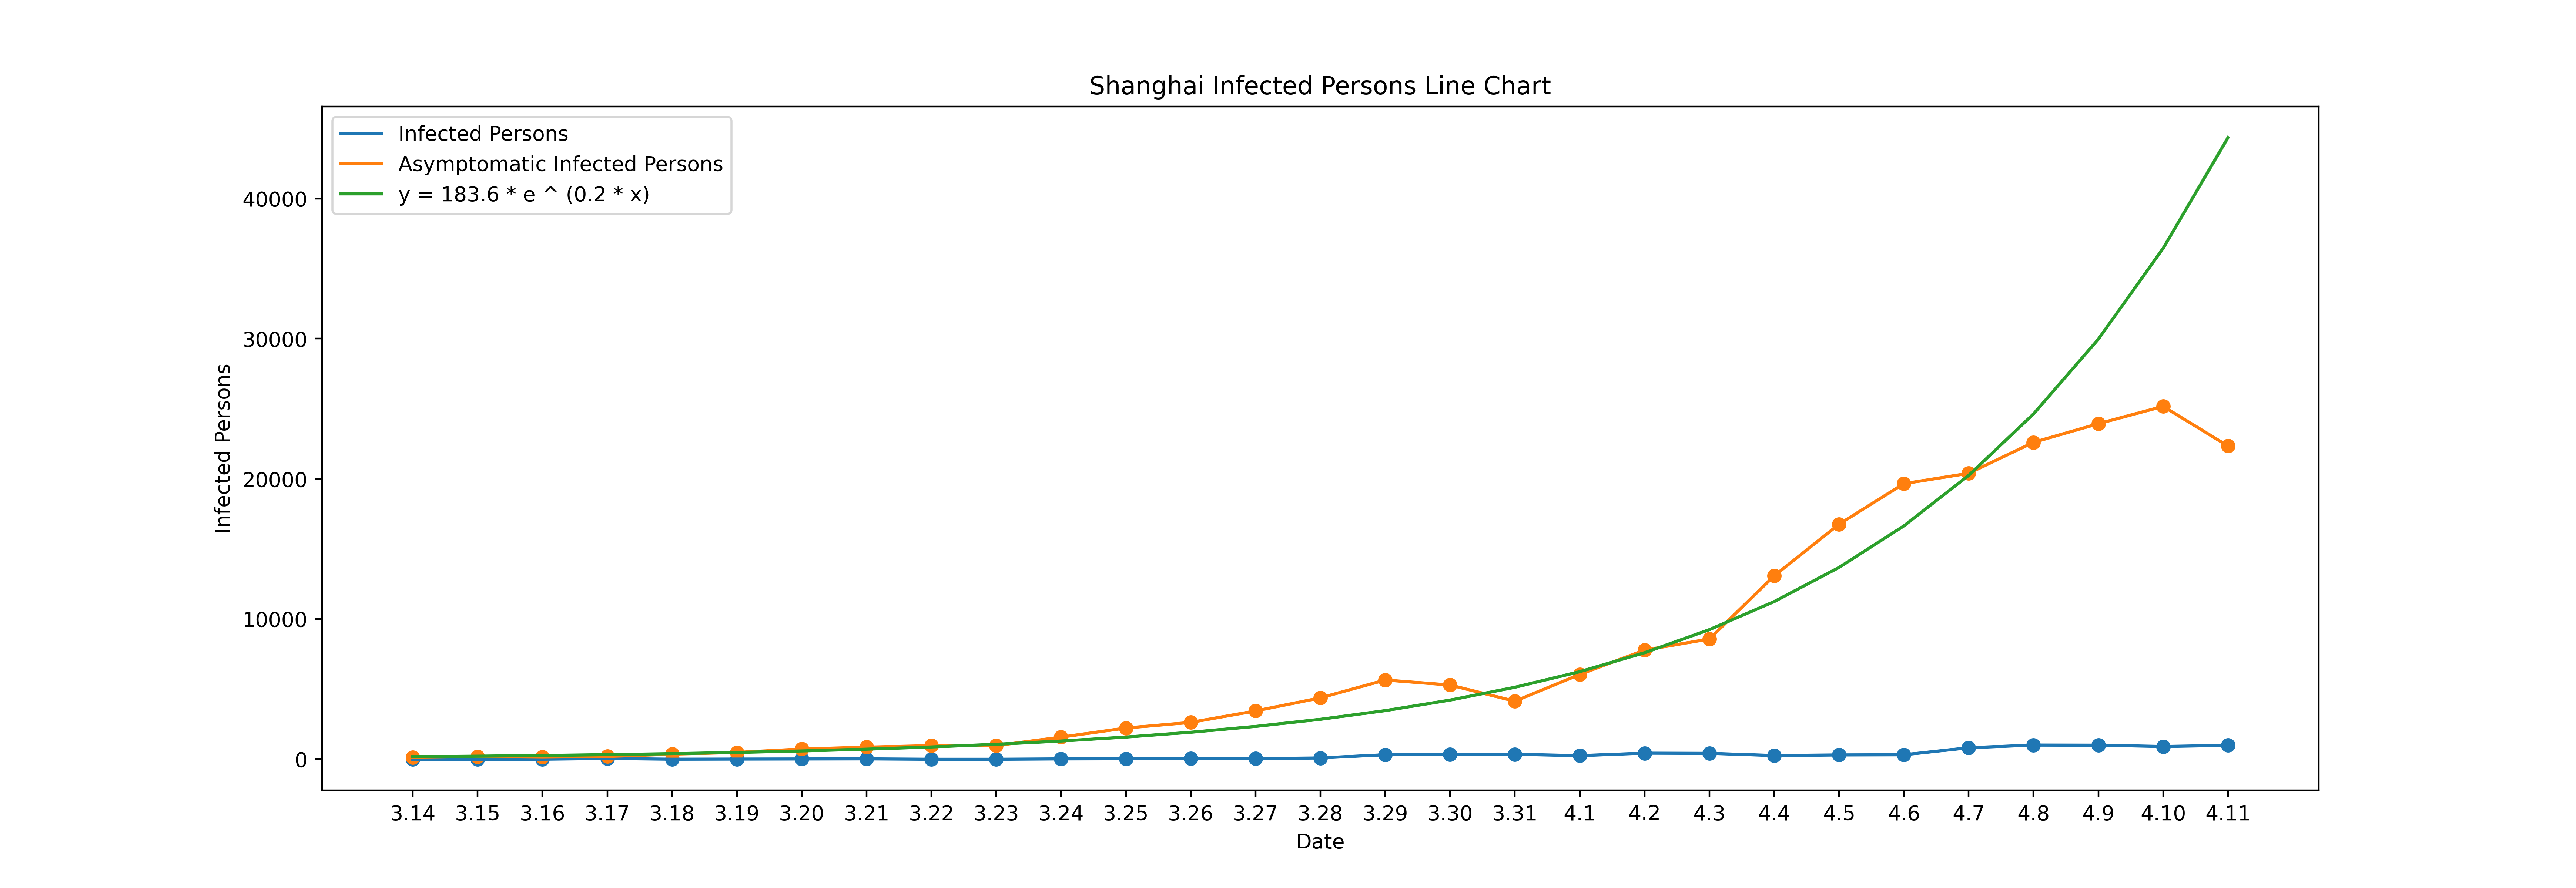 Shanghai Infected Persons Line Chart
Infected Persons
Asymptomatic Infected Persons
y = 183.6 * e ^ (0.2 * x)
Infected Persons
40000
30000
20000
10000
0
3.14 3.15 3.16 3.17 3.18 3.19 3.20 3.21 3.22 3.23 3.24 3.25 3.26 3.27 3.28 3.29 3.30 3.31 4.1 4.2 4.3 4.4 4.5 4.6 4.7 4.8 4.9 4.10 4.11
Date